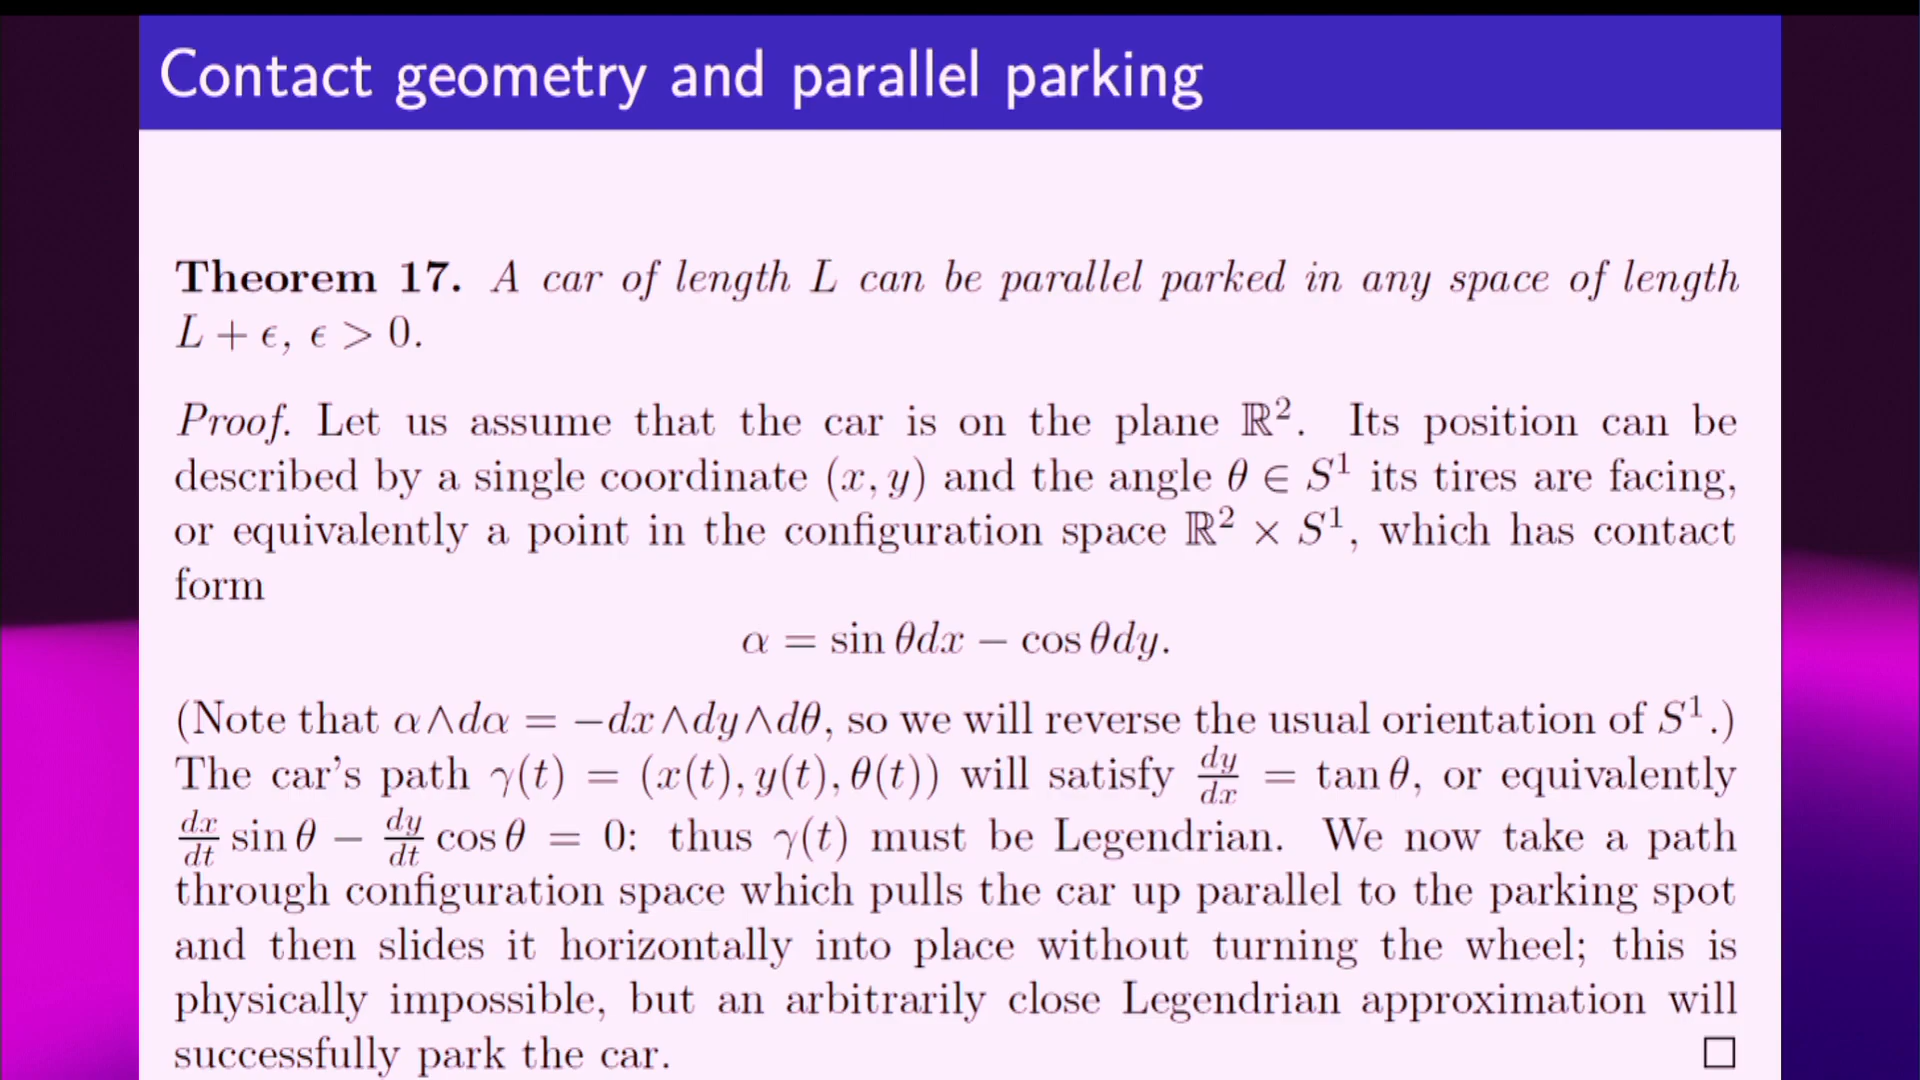 Contact geometry and parallel parking
Theorem 17. A car of length L can be parallel parked in any space of length
L + ϵ, ϵ > 0.
Proof. Let us assume that the car is on the plane ℝ². Its position can be
described by a single coordinate (x, y) and the angle θ ∈ S¹ its tires are facing,
or equivalently a point in the configuration space ℝ² × S¹, which has contact
form
α = sin θdx − cos θdy.
(Note that α∧dα = −dx∧dy∧dθ, so we will reverse the usual orientation of S¹.)
The car's path γ(t) = (x(t), y(t), θ(t)) will satisfy dy/dx = tan θ, or equivalently
dx/dt sin θ − dy/dt cos θ = 0: thus γ(t) must be Legendrian. We now take a path
through configuration space which pulls the car up parallel to the parking spot
and then slides it horizontally into place without turning the wheel; this is
physically impossible, but an arbitrarily close Legendrian approximation will
successfully park the car. □